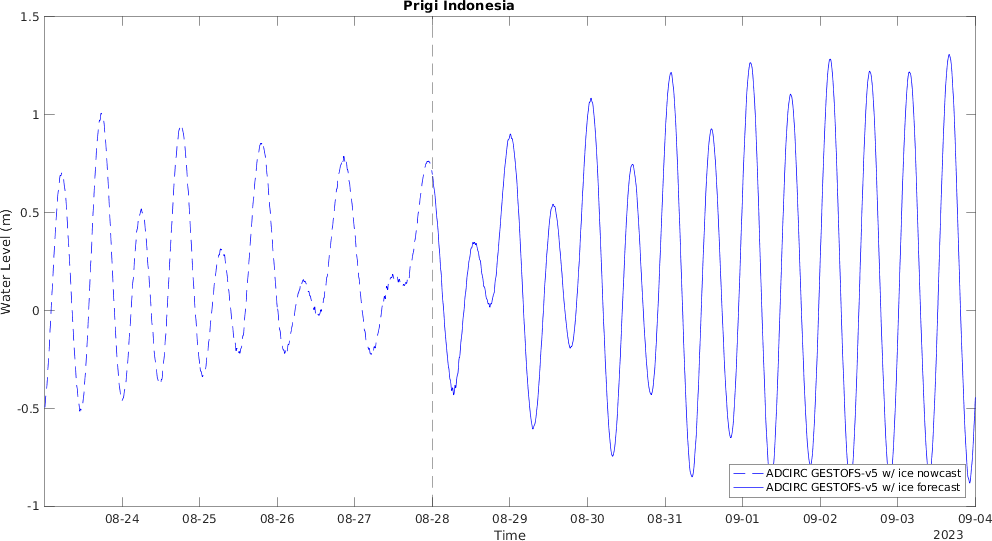 Prigi Indonesia
1.5
1
0.5
0
-0.5
-1
Water Level (m)
ADCIRC GESTOFS-v5 w/ ice nowcast
ADCIRC GESTOFS-v5 w/ ice forecast
08-24 08-25 08-26 08-27 08-28 08-29 08-30 08-31 09-01 09-02 09-03 09-04
Time
2023